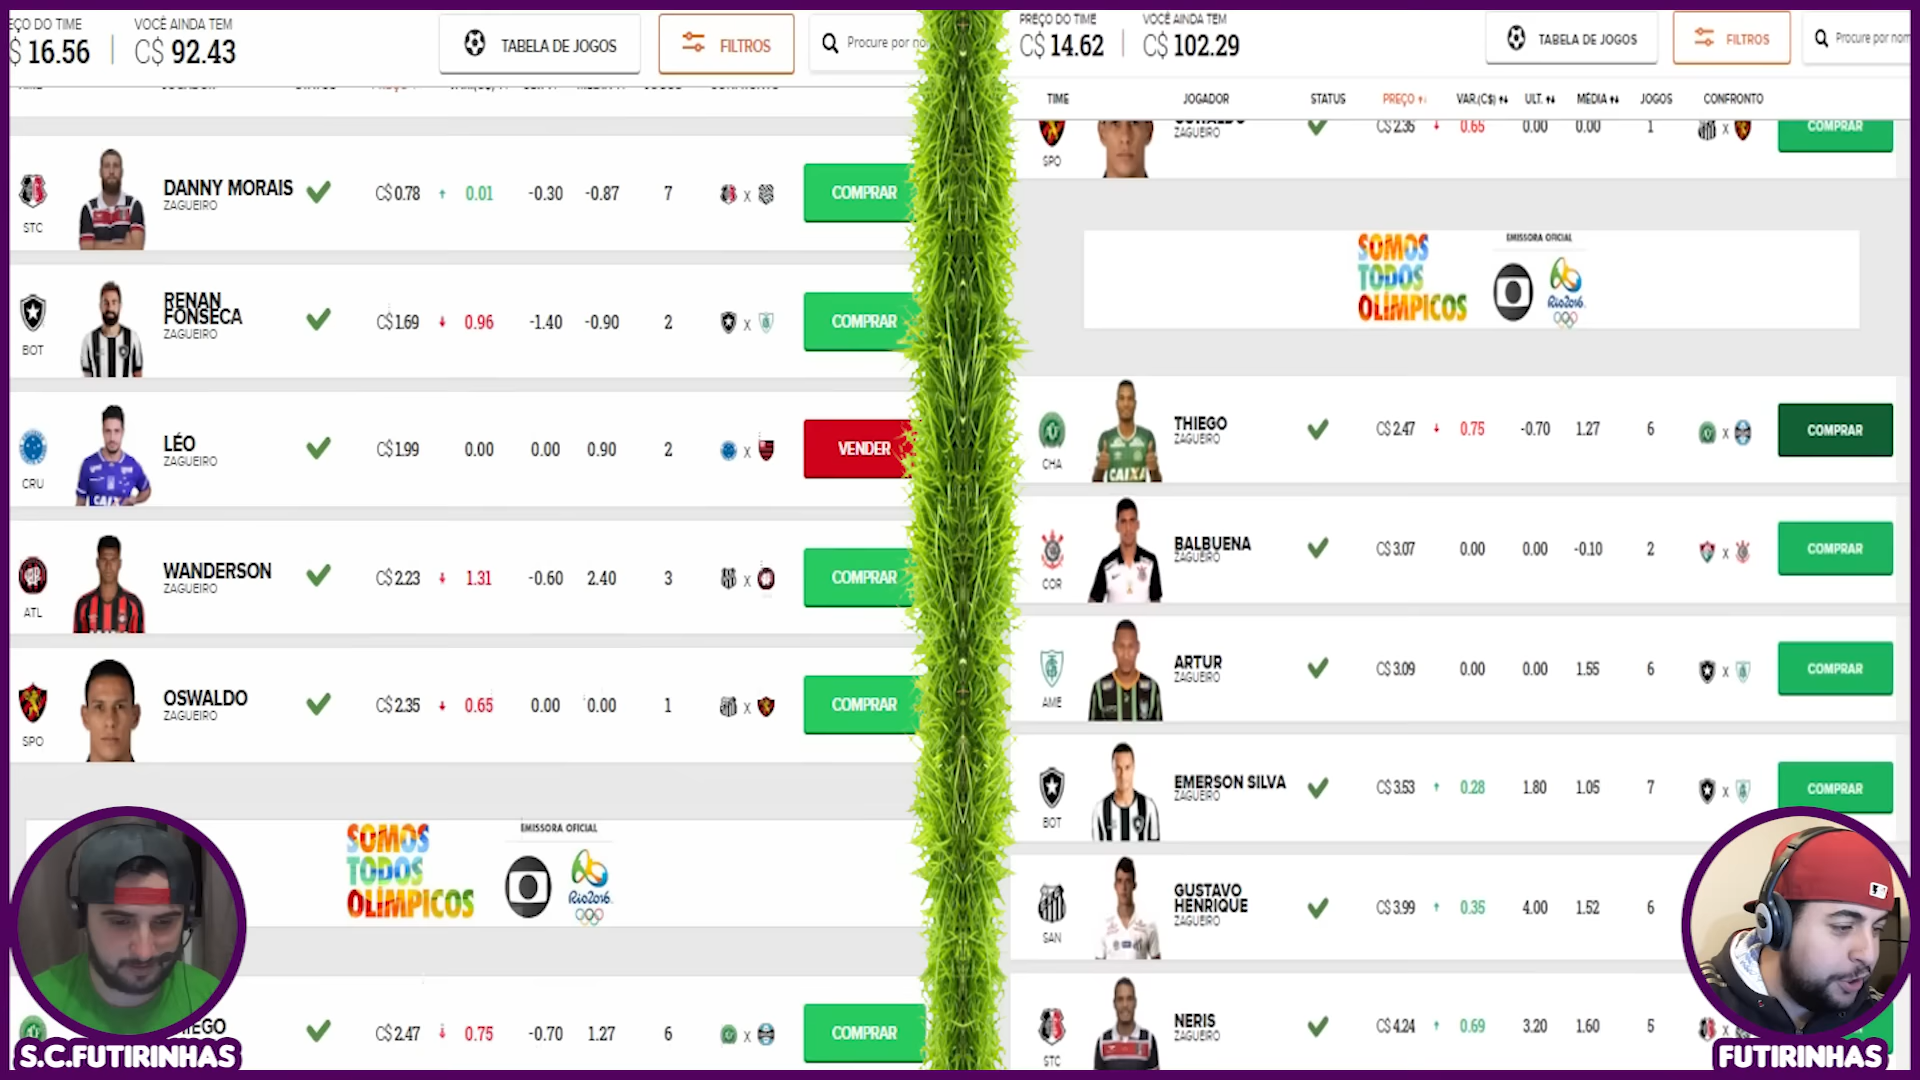 EÇO DO TIME
VOCÊ AINDA TEM
$ 16.56
C$ 92.43
TABELA DE JOGOS
FILTROS
Procure por no
STC
DANNY MORAIS
ZAGUEIRO
C$ 0.78
0.01
-0.30
-0.87
7
X
COMPRAR
BOT
RENAN
FONSECA
ZAGUEIRO
C$ 1.69
0.96
-1.40
-0.90
2
X
COMPRAR
CRU
LÉO
ZAGUEIRO
C$ 1.99
0.00
0.00
0.90
2
X
VENDER
ATL
WANDERSON
ZAGUEIRO
C$ 2.23
1.31
-0.60
2.40
3
X
COMPRAR
SPO
OSWALDO
ZAGUEIRO
C$ 2.35
0.65
0.00
0.00
1
X
COMPRAR
SOMOS
TODOS
OLÍMPICOS
EMISSORA OFICIAL
Rio2016
IEGO
C$ 2.47
0.75
-0.70
1.27
6
X
COMPRAR
S.C.FUTIRINHAS
PREÇO DO TIME
VOCÊ AINDA TEM
C$ 14.62
C$ 102.29
TABELA DE JOGOS
FILTROS
Procure por nom
TIME
JOGADOR
STATUS
PREÇO
VAR.(C$)
ULT.
MÉDIA
JOGOS
CONFRONTO
SPO
ZAGUEIRO
C$ 2.35
0.65
0.00
0.00
1
X
COMPRAR
SOMOS
TODOS
OLÍMPICOS
EMISSORA OFICIAL
Rio2016
CHA
THIEGO
ZAGUEIRO
C$ 2.47
0.75
-0.70
1.27
6
X
COMPRAR
COR
BALBUENA
ZAGUEIRO
C$ 3.07
0.00
0.00
-0.10
2
X
COMPRAR
AME
ARTUR
ZAGUEIRO
C$ 3.09
0.00
0.00
1.55
6
X
COMPRAR
BOT
EMERSON SILVA
ZAGUEIRO
C$ 3.53
0.28
1.80
1.05
7
X
COMPRAR
SAN
GUSTAVO
HENRIQUE
ZAGUEIRO
C$ 3.99
0.35
4.00
1.52
6
STC
NERIS
ZAGUEIRO
C$ 4.24
0.69
3.20
1.60
5
X
FUTIRINHAS